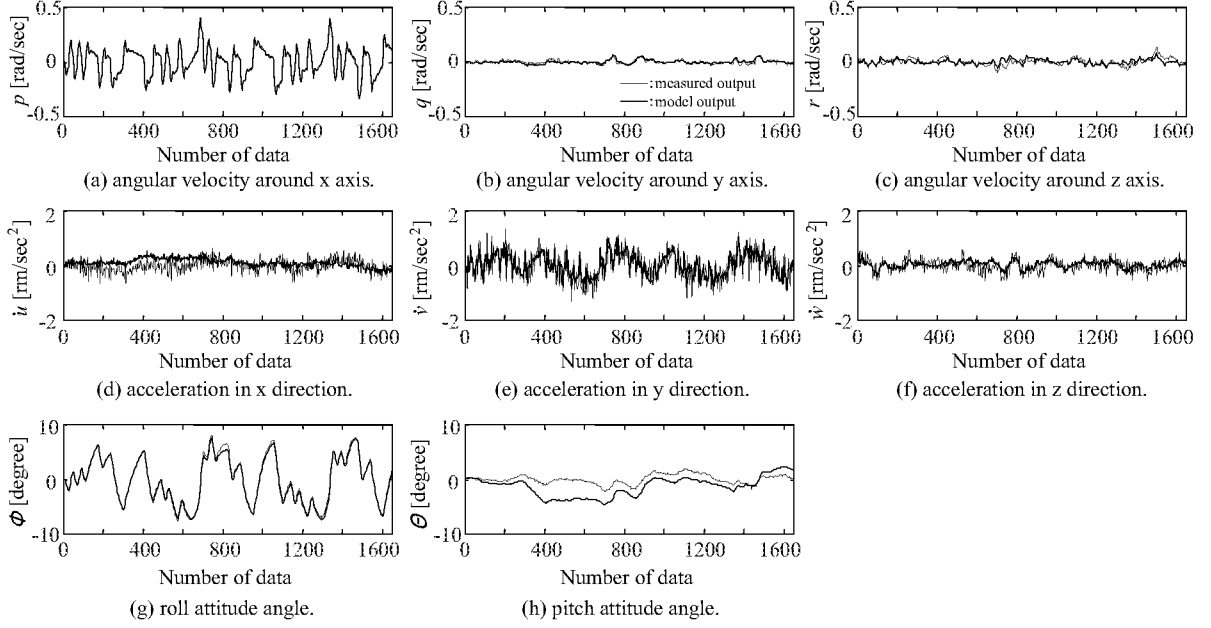 0.5
0
-0.5
p [rad/sec]
0 400 800 1200 1600
Number of data
(a) angular velocity around x axis.
0.5
0
-0.5
q [rad/sec]
:measured output
:model output
0 400 800 1200 1600
Number of data
(b) angular velocity around y axis.
0.5
0
-0.5
r [rad/sec]
0 400 800 1200 1600
Number of data
(c) angular velocity around z axis.
2
0
-2
u̇ [rm/sec²]
0 400 800 1200 1600
Number of data
(d) acceleration in x direction.
2
0
-2
v̇ [rm/sec²]
0 400 800 1200 1600
Number of data
(e) acceleration in y direction.
2
0
-2
ẇ [rm/sec²]
0 400 800 1200 1600
Number of data
(f) acceleration in z direction.
10
0
-10
Φ [degree]
0 400 800 1200 1600
Number of data
(g) roll attitude angle.
10
0
-10
Θ [degree]
0 400 800 1200 1600
Number of data
(h) pitch attitude angle.